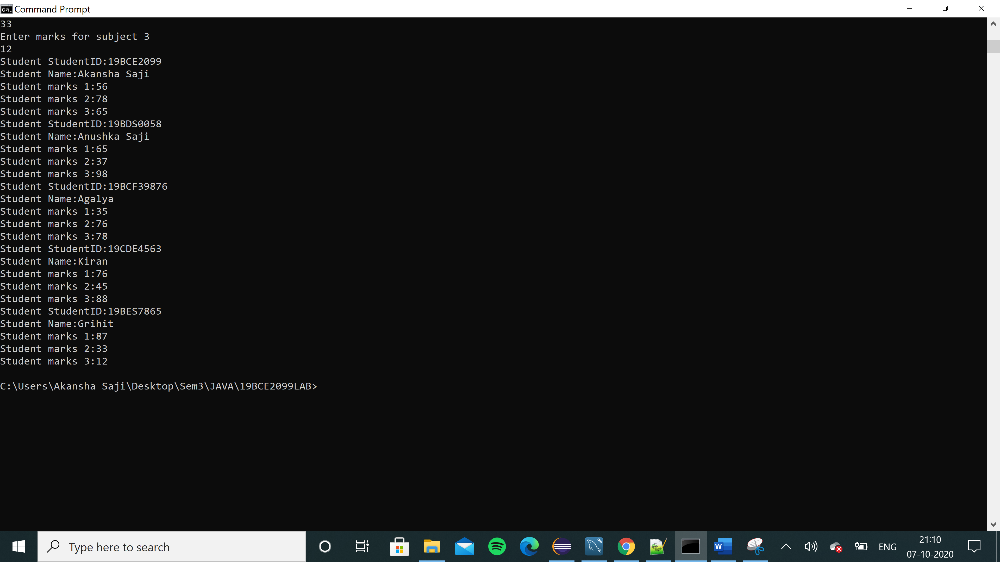 Command Prompt
33
Enter marks for subject 3
12
Student StudentID:19BCE2099
Student Name:Akansha Saji
Student marks 1:56
Student marks 2:78
Student marks 3:65
Student StudentID:19BDS0058
Student Name:Anushka Saji
Student marks 1:65
Student marks 2:37
Student marks 3:98
Student StudentID:19BCF39876
Student Name:Agalya
Student marks 1:35
Student marks 2:76
Student marks 3:78
Student StudentID:19CDE4563
Student Name:Kiran
Student marks 1:76
Student marks 2:45
Student marks 3:88
Student StudentID:19BES7865
Student Name:Grihit
Student marks 1:87
Student marks 2:33
Student marks 3:12
C:\Users\Akansha Saji\Desktop\Sem3\JAVA\19BCE2099LAB>
Type here to search
ENG
21:10
07-10-2020